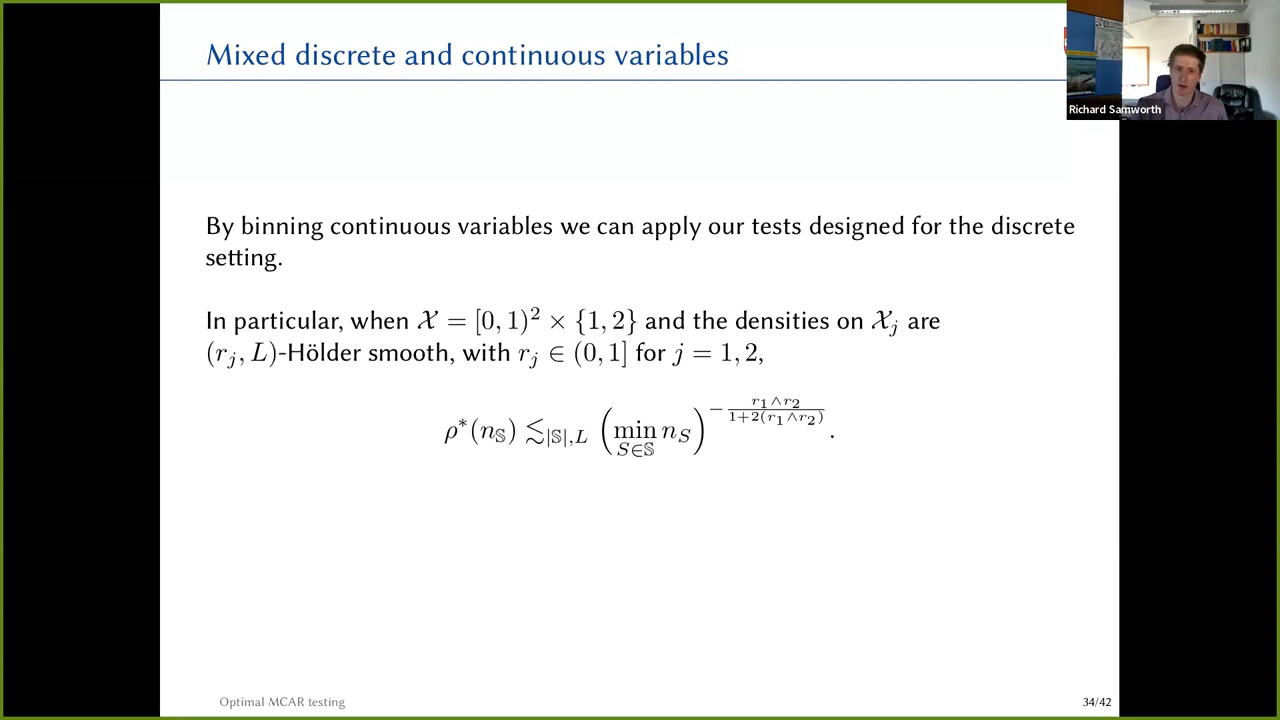 Mixed discrete and continuous variables
Richard Samworth
By binning continuous variables we can apply our tests designed for the discrete
setting.
In particular, when 𝒳 = [0, 1)² × {1, 2} and the densities on 𝒳ⱼ are
(rⱼ, L)-Hölder smooth, with rⱼ ∈ (0, 1] for j = 1, 2,
ρ*(n_𝕊) ≲_{|𝕊|,L} (min_{S∈𝕊} n_S)^{−\frac{r₁∧r₂}{1+2(r₁∧r₂)}}.
Optimal MCAR testing
34/42